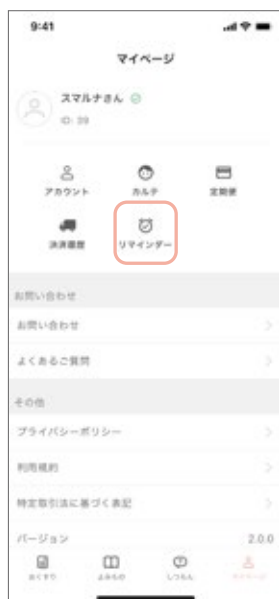 9:41
マイページ
スマルナさん
ID: 39
アカウント
カルテ
定期便
決済履歴
リマインダー
お問い合わせ
お問い合わせ
よくあるご質問
その他
プライバシーポリシー
利用規約
特定取引法に基づく表記
バージョン 2.0.0
おくすり
よみもの
しつもん
マイページ